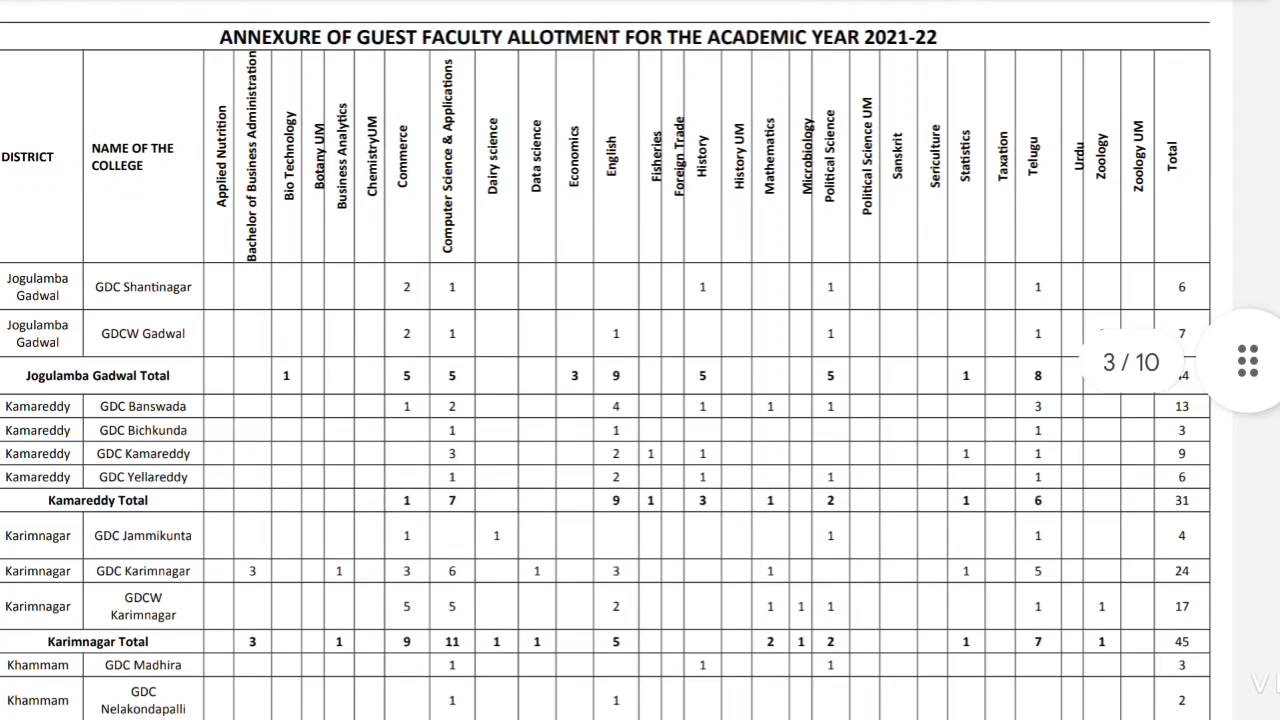 ANNEXURE OF GUEST FACULTY ALLOTMENT FOR THE ACADEMIC YEAR 2021-22
DISTRICT NAME OF THE COLLEGE Applied Nutrition Bachelor of Business Administration Bio Technology Botany UM Business Analytics ChemistryUM Commerce Computer Science & Applications Dairy science Data science Economics English Fisheries Foreign Trade History History UM Mathematics Microbiology Political Science Political Science UM Sanskrit Sericulture Statistics Taxation Telugu Urdu Zoology Zoology UM Total
Jogulamba Gadwal GDC Shantinagar 2 1 1 1 1 6
Jogulamba Gadwal GDCW Gadwal 2 1 1 1 1 7
Jogulamba Gadwal Total 1 5 5 3 9 5 5 1 8
3 / 10
Kamareddy GDC Banswada 1 2 4 1 1 1 3 13
Kamareddy GDC Bichkunda 1 1 1 3
Kamareddy GDC Kamareddy 3 2 1 1 1 1 9
Kamareddy GDC Yellareddy 1 2 1 1 1 6
Kamareddy Total 1 7 9 1 3 1 2 1 6 31
Karimnagar GDC Jammikunta 1 1 1 1 4
Karimnagar GDC Karimnagar 3 1 3 6 1 3 1 1 5 24
Karimnagar GDCW Karimnagar 5 5 2 1 1 1 1 1 17
Karimnagar Total 3 1 9 11 1 1 5 2 1 2 1 7 1 45
Khammam GDC Madhira 1 1 1 3
Khammam GDC Nelakondapalli 1 1 2